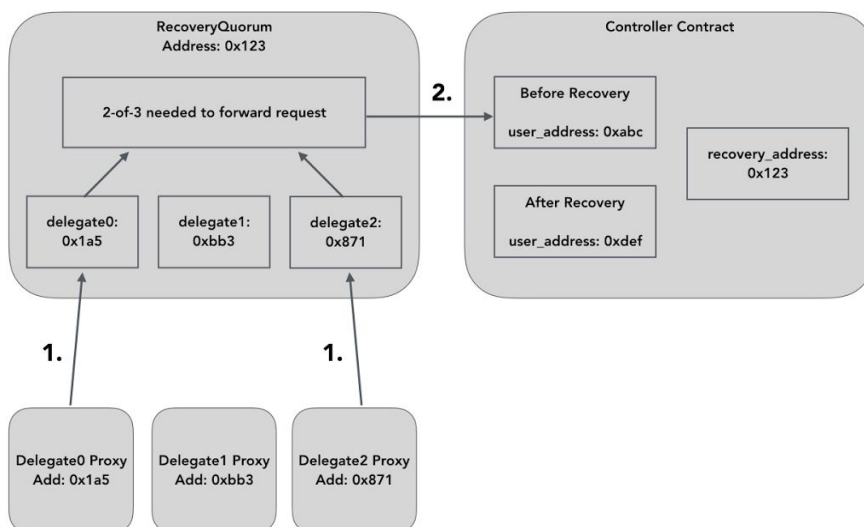 RecoveryQuorum
Address: 0x123
2-of-3 needed to forward request
delegate0:
0x1a5
delegate1:
0xbb3
delegate2:
0x871
2.
Controller Contract
Before Recovery
user_address: 0xabc
recovery_address:
0x123
After Recovery
user_address: 0xdef
1.
1.
Delegate0 Proxy
Add: 0x1a5
Delegate1 Proxy
Add: 0xbb3
Delegate2 Proxy
Add: 0x871